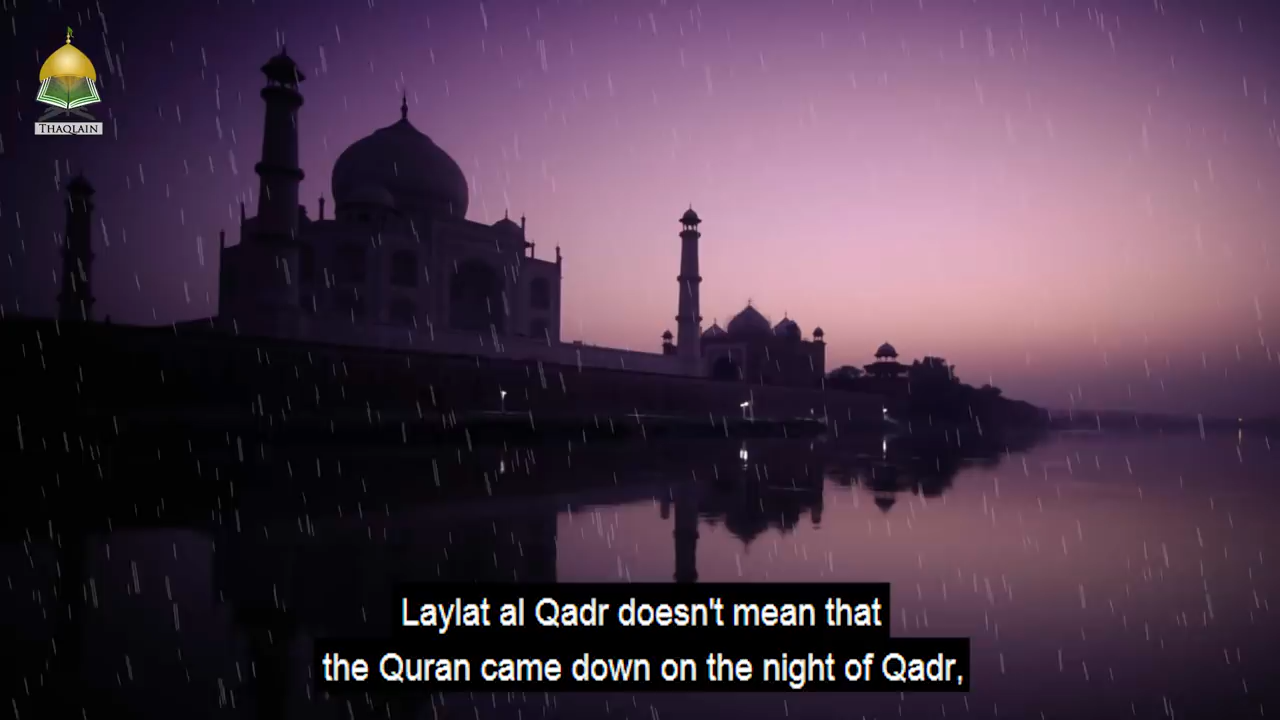 THAQLAIN
Laylat al Qadr doesn't mean that
the Quran came down on the night of Qadr,